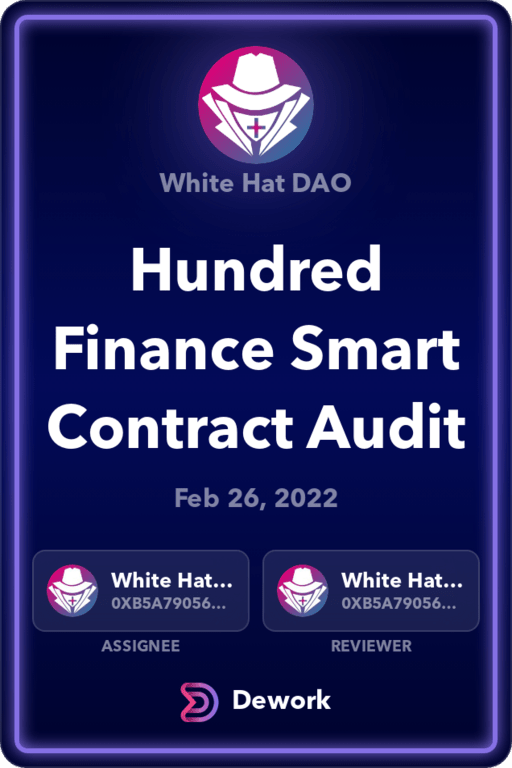 White Hat DAO
Hundred
Finance Smart
Contract Audit
Feb 26, 2022
White Hat...
0XB5A79056...
ASSIGNEE
White Hat...
0XB5A79056...
REVIEWER
Dework